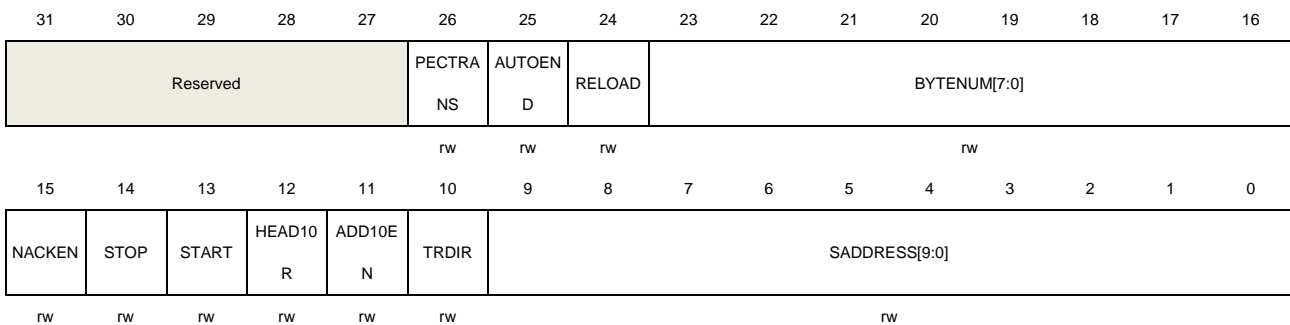 31 30 29 28 27 26 25 24 23 22 21 20 19 18 17 16
Reserved PECTRA AUTOEN RELOAD BYTENUM[7:0]
NS D
rw rw rw rw
15 14 13 12 11 10 9 8 7 6 5 4 3 2 1 0
NACKEN STOP START HEAD10 ADD10E TRDIR SADDRESS[9:0]
R N
rw rw rw rw rw rw rw